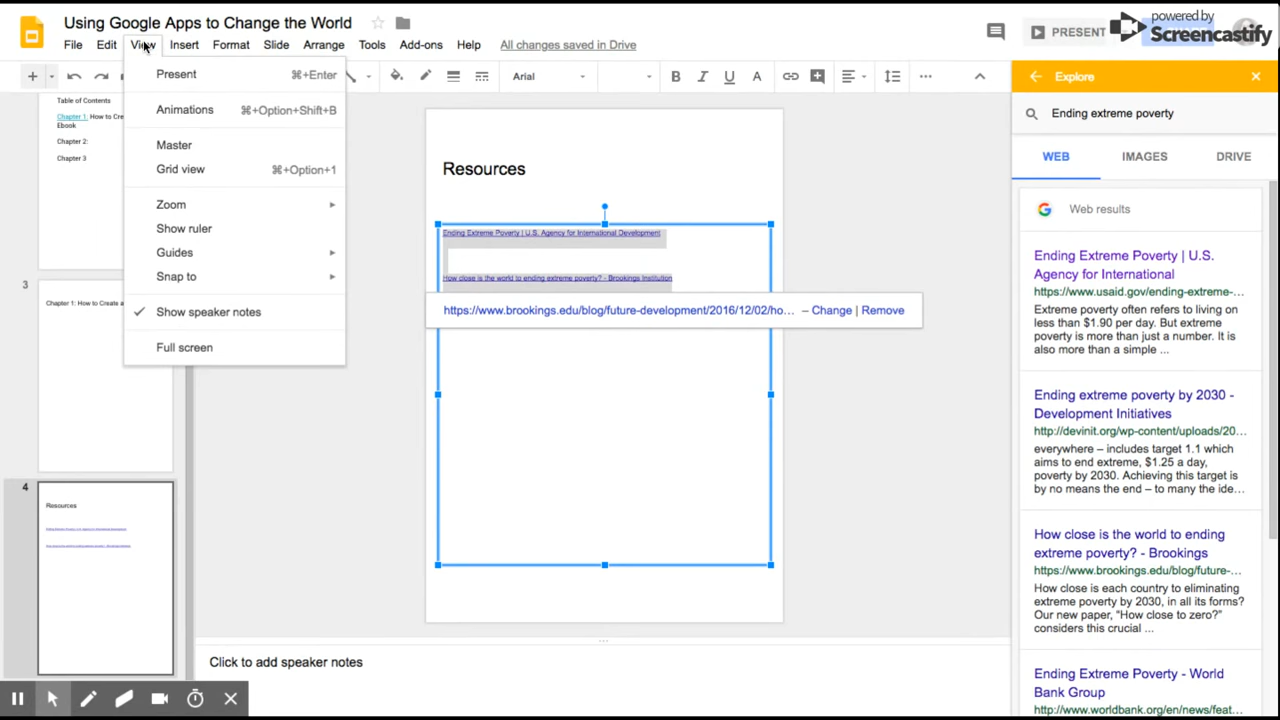 Using Google Apps to Change the World
powered by
Screencastify
PRESENT
File Edit View Insert Format Slide Arrange Tools Add-ons Help All changes saved in Drive
Arial B I U A
Present ⌘+Enter
Animations ⌘+Option+Shift+B
Master
Grid view ⌘+Option+1
Zoom
Show ruler
Guides
Snap to
Show speaker notes
Full screen
Table of Contents
Chapter 1: How to Cre
Ebook
Chapter 2:
Chapter 3
3
Chapter 1: How to Create a
4
Resources
Resources
Ending Extreme Poverty | U.S. Agency for International Development
How close is the world to ending extreme poverty? - Brookings Institution
https://www.brookings.edu/blog/future-development/2016/12/02/ho... – Change | Remove
Click to add speaker notes
Explore
Ending extreme poverty
WEB IMAGES DRIVE
Web results
Ending Extreme Poverty | U.S.
Agency for International
https://www.usaid.gov/ending-extreme-...
Extreme poverty often refers to living on
less than $1.90 per day. But extreme
poverty is more than just a number. It is
also more than a simple ...
Ending extreme poverty by 2030 -
Development Initiatives
http://devinit.org/wp-content/uploads/20...
everywhere – includes target 1.1 which
aims to end extreme, $1.25 a day,
poverty by 2030. Achieving this target is
by no means the end – to many the ide...
How close is the world to ending
extreme poverty? - Brookings
https://www.brookings.edu/blog/future-...
How close is each country to eliminating
extreme poverty by 2030, in all its forms?
Our new paper, “How close to zero?”
considers this crucial ...
Ending Extreme Poverty - World
Bank Group
http://www.worldbank.org/en/news/feat...